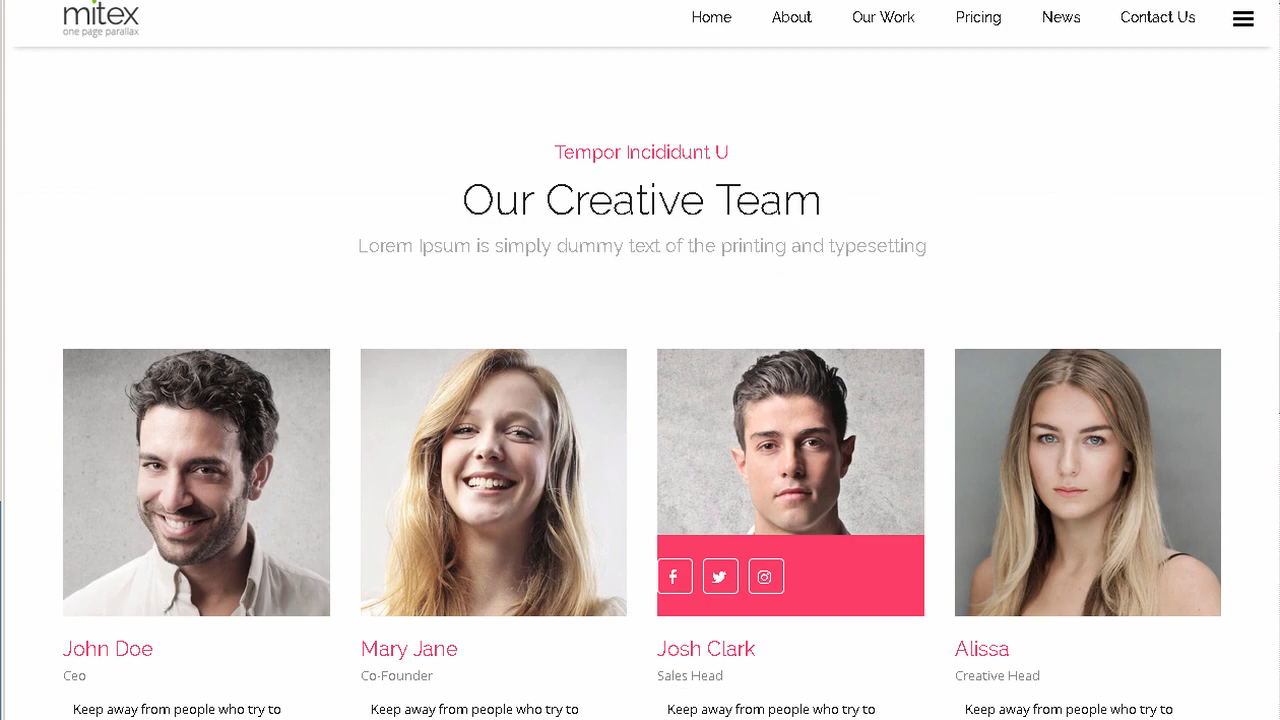 mitex
one page parallax
Home About Our Work Pricing News Contact Us
Tempor Incididunt U
Our Creative Team
Lorem Ipsum is simply dummy text of the printing and typesetting
John Doe
Ceo
Keep away from people who try to
Mary Jane
Co-Founder
Keep away from people who try to
Josh Clark
Sales Head
Keep away from people who try to
Alissa
Creative Head
Keep away from people who try to